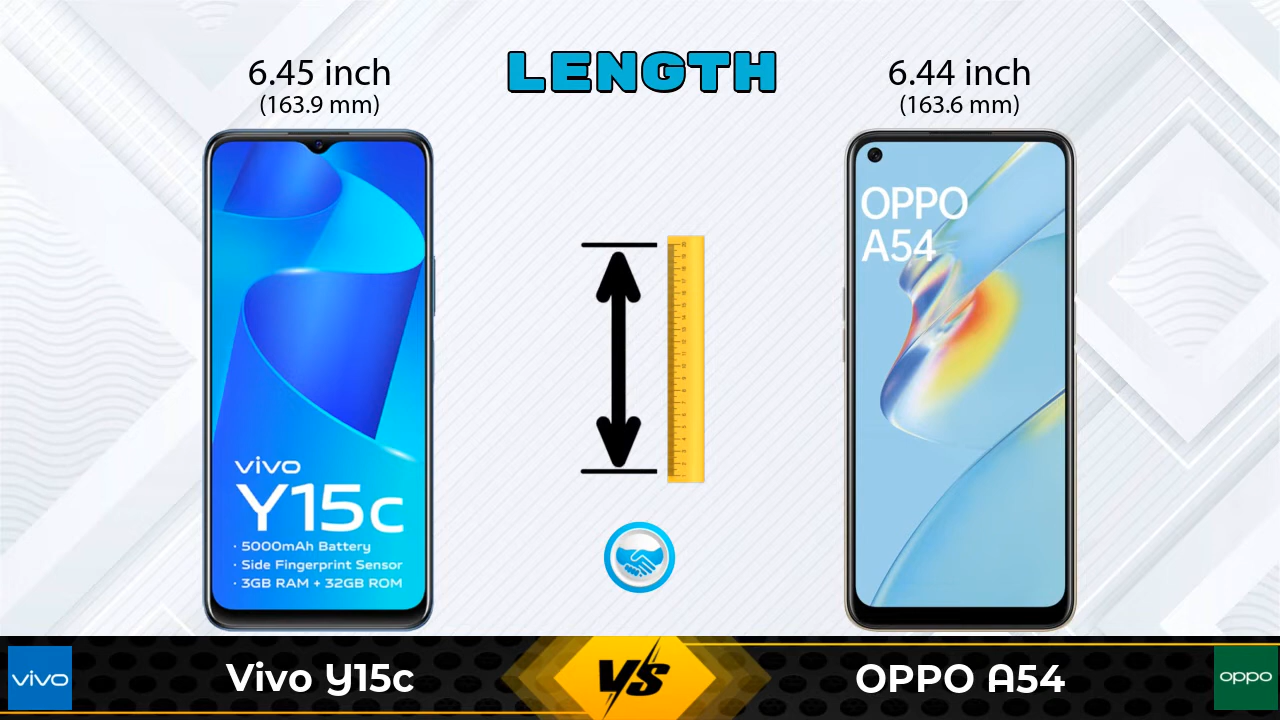 LENGTH
6.45 inch
(163.9 mm)
6.44 inch
(163.6 mm)
vivo
Y15c
· 5000mAh Battery
· Side Fingerprint Sensor
· 3GB RAM + 32GB ROM
OPPO
A54
vivo
Vivo Y15c
VS
OPPO A54
oppo